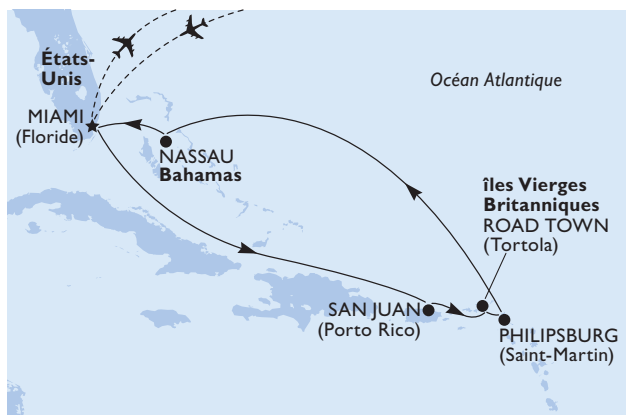 États-
Unis
MIAMI
(Floride)
Océan Atlantique
NASSAU
Bahamas
îles Vierges
Britanniques
ROAD TOWN
(Tortola)
SAN JUAN
(Porto Rico)
PHILIPSBURG
(Saint-Martin)